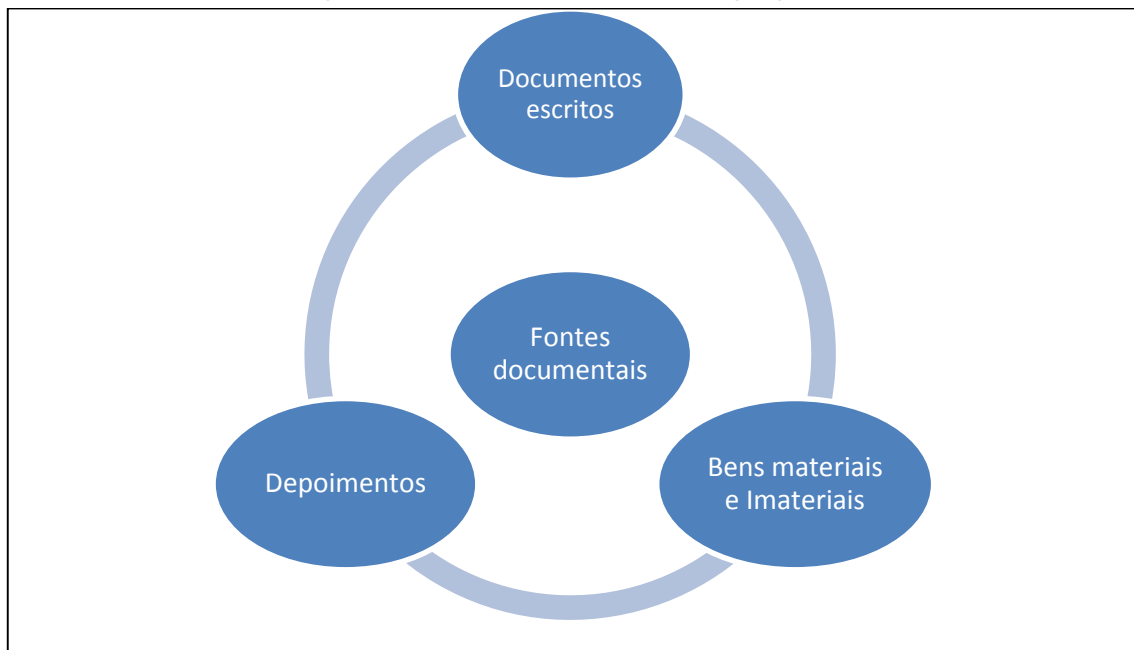 Documentos
escritos
Fontes
documentais
Depoimentos
Bens materiais
e Imateriais